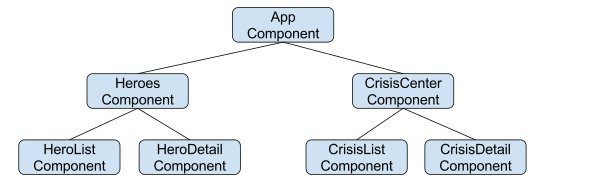 App
Component
Heroes
Component
CrisisCenter
Component
HeroList
Component
HeroDetail
Component
CrisisList
Component
CrisisDetail
Component